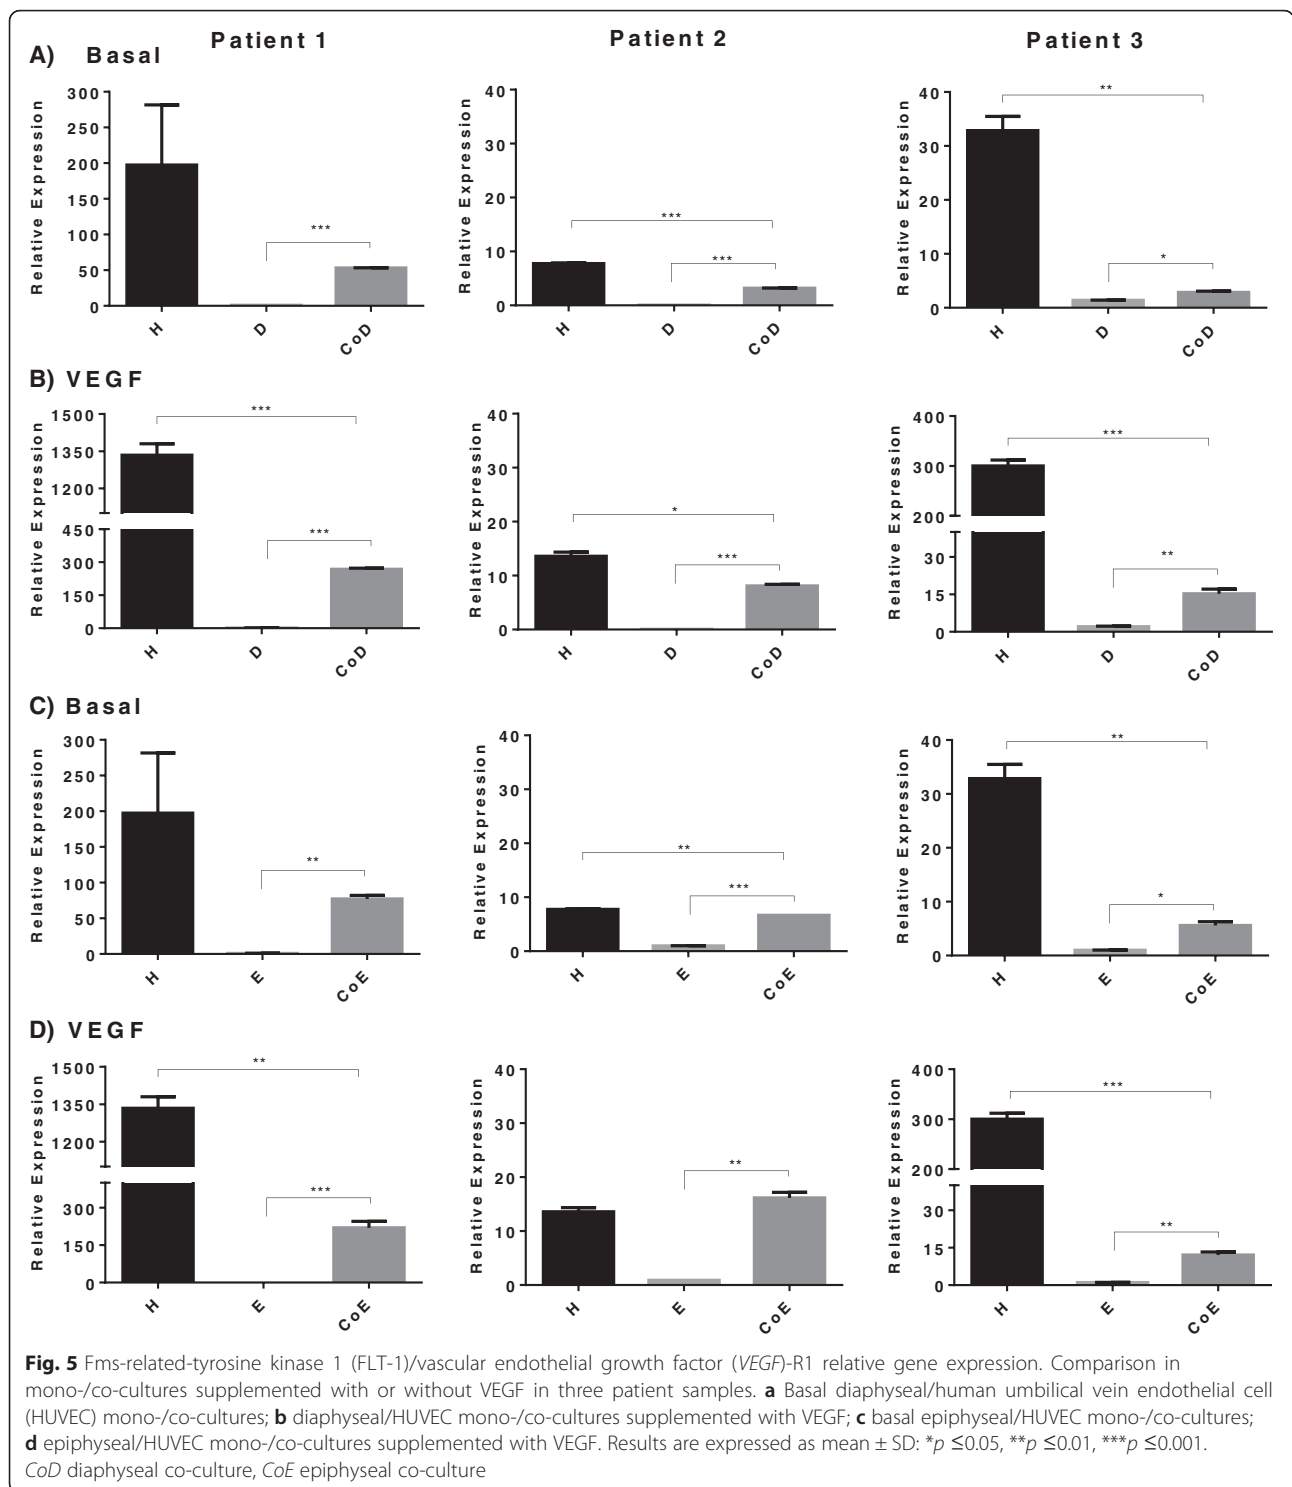 Patient 1
Patient 2
Patient 3
A) Basal
Relative Expression
300
250
200
150
100
50
0
***
H
D
CoD
Relative Expression
40
30
20
10
0
***
***
H
D
CoD
Relative Expression
40
30
20
10
0
**
*
H
D
CoD
B) VEGF
Relative Expression
1500
1350
1200
450
300
150
0
***
***
H
D
CoD
Relative Expression
40
30
20
10
0
*
***
H
D
CoD
Relative Expression
400
300
200
30
15
0
***
**
H
D
CoD
C) Basal
Relative Expression
300
250
200
150
100
50
0
**
H
E
CoE
Relative Expression
40
30
20
10
0
**
***
H
E
CoE
Relative Expression
40
30
20
10
0
**
*
H
E
CoE
D) VEGF
Relative Expression
1500
1350
1200
300
150
0
**
***
H
E
CoE
Relative Expression
40
30
20
10
0
**
H
E
CoE
Relative Expression
400
300
200
30
15
0
***
**
H
E
CoE
Fig. 5 Fms-related-tyrosine kinase 1 (FLT-1)/vascular endothelial growth factor (VEGF)-R1 relative gene expression. Comparison in
mono-/co-cultures supplemented with or without VEGF in three patient samples. a Basal diaphyseal/human umbilical vein endothelial cell
(HUVEC) mono-/co-cultures; b diaphyseal/HUVEC mono-/co-cultures supplemented with VEGF; c basal epiphyseal/HUVEC mono-/co-cultures;
d epiphyseal/HUVEC mono-/co-cultures supplemented with VEGF. Results are expressed as mean ± SD: *p ≤0.05, **p ≤0.01, ***p ≤0.001.
CoD diaphyseal co-culture, CoE epiphyseal co-culture